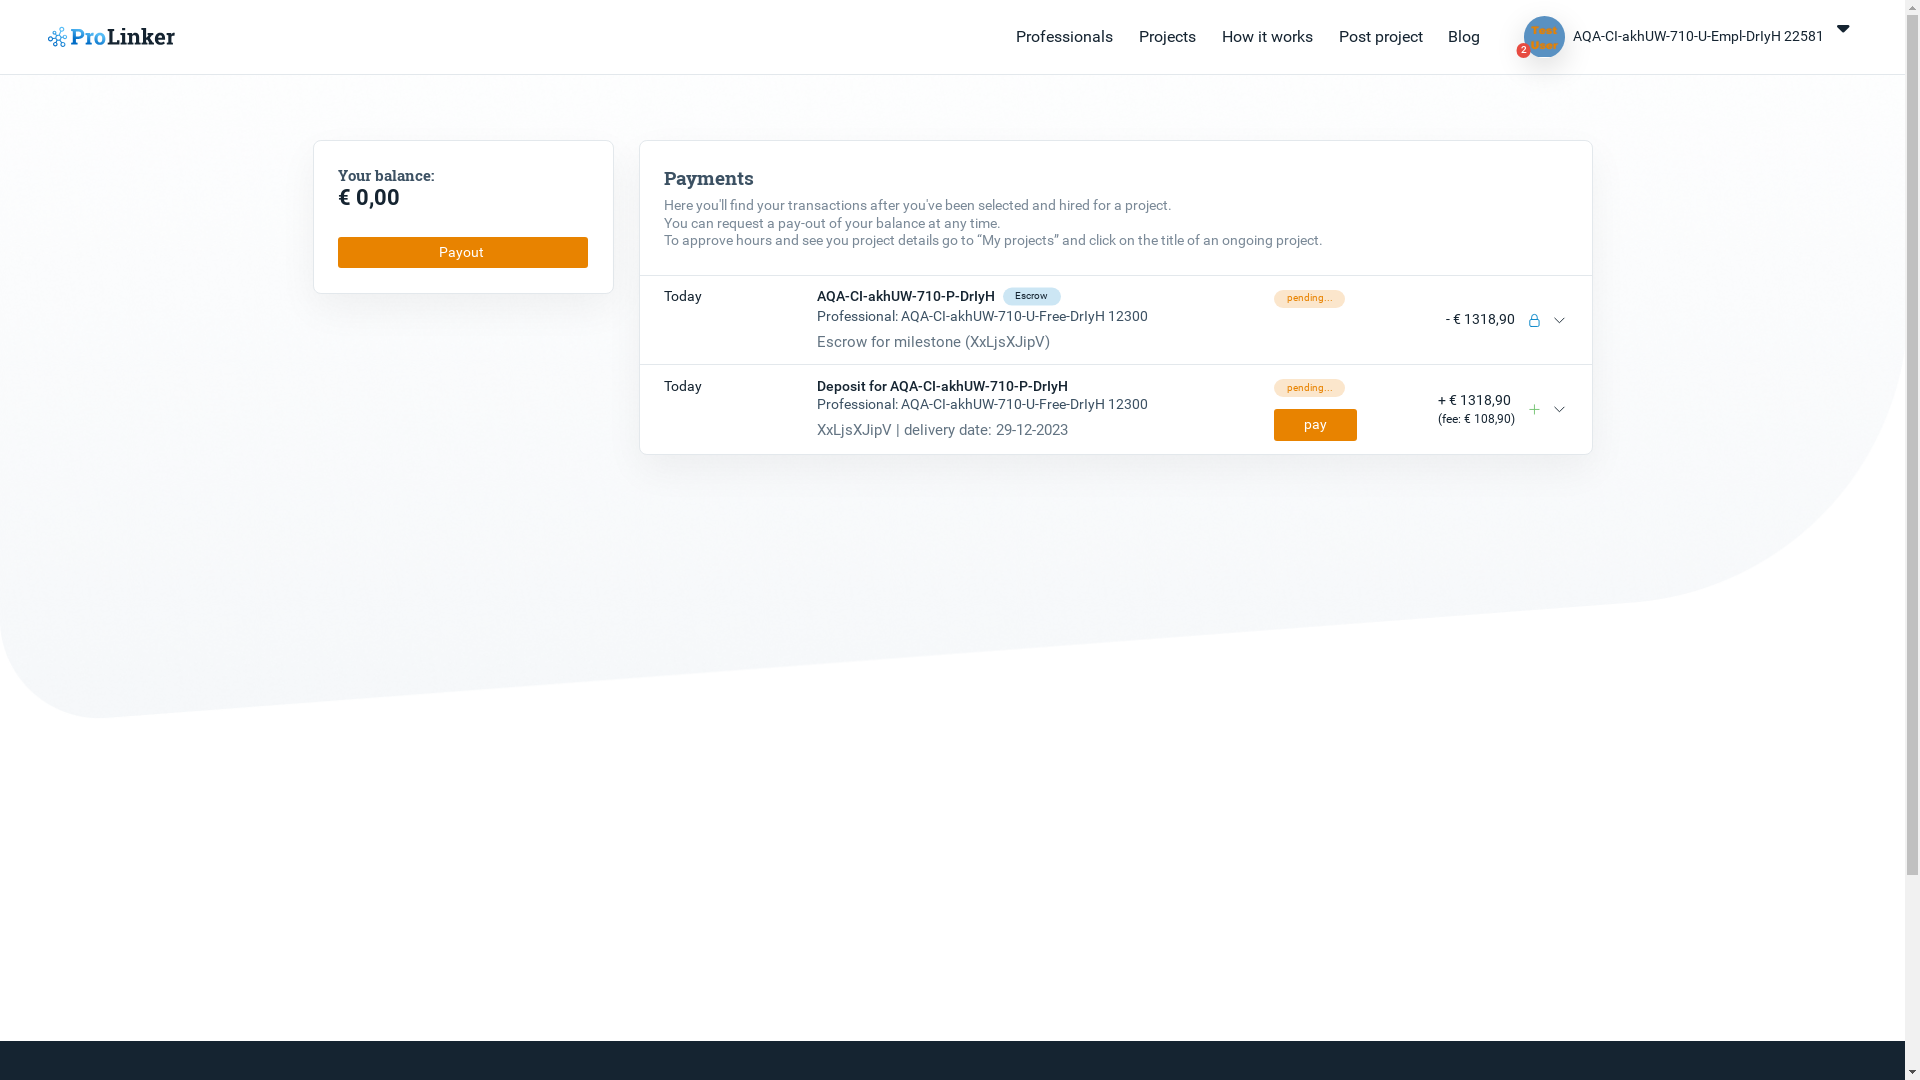 ProLinker
Professionals Projects How it works Post project Blog
Test
User
2
AQA-CI-akhUW-710-U-Empl-DrIyH 22581
Your balance:
€ 0,00
Payout
Payments
Here you'll find your transactions after you've been selected and hired for a project.
You can request a pay-out of your balance at any time.
To approve hours and see you project details go to “My projects” and click on the title of an ongoing project.
Today
AQA-CI-akhUW-710-P-DrIyH Escrow
Professional: AQA-CI-akhUW-710-U-Free-DrIyH 12300
Escrow for milestone (XxLjsXJipV)
pending...
- € 1318,90
Today
Deposit for AQA-CI-akhUW-710-P-DrIyH
Professional: AQA-CI-akhUW-710-U-Free-DrIyH 12300
XxLjsXJipV | delivery date: 29-12-2023
pending...
pay
+ € 1318,90
(fee: € 108,90)